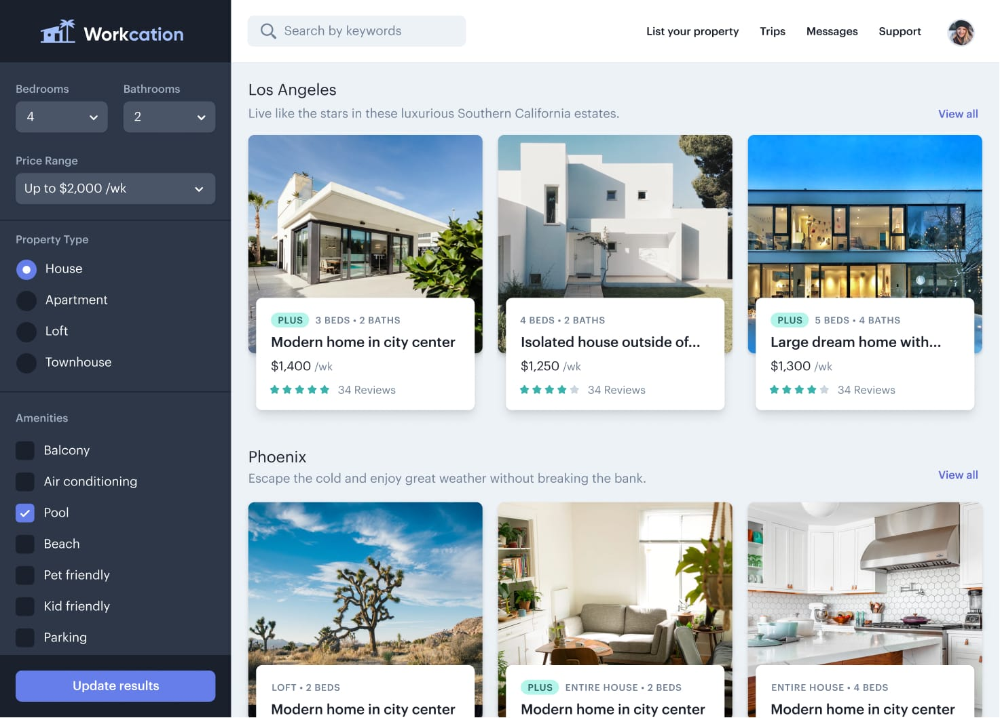 Workcation
Search by keywords
List your property
Trips
Messages
Support
Bedrooms
Bathrooms
4
2
Price Range
Up to $2,000 /wk
Property Type
House
Apartment
Loft
Townhouse
Amenities
Balcony
Air conditioning
Pool
Beach
Pet friendly
Kid friendly
Parking
Update results
Los Angeles
Live like the stars in these luxurious Southern California estates.
View all
PLUS 3 BEDS • 2 BATHS
Modern home in city center
$1,400 /wk
34 Reviews
4 BEDS • 2 BATHS
Isolated house outside of...
$1,250 /wk
34 Reviews
PLUS 5 BEDS • 4 BATHS
Large dream home with...
$1,300 /wk
34 Reviews
Phoenix
Escape the cold and enjoy great weather without breaking the bank.
View all
LOFT • 2 BEDS
Modern home in city center
PLUS ENTIRE HOUSE • 2 BEDS
Modern home in city center
ENTIRE HOUSE • 4 BEDS
Modern home in city center